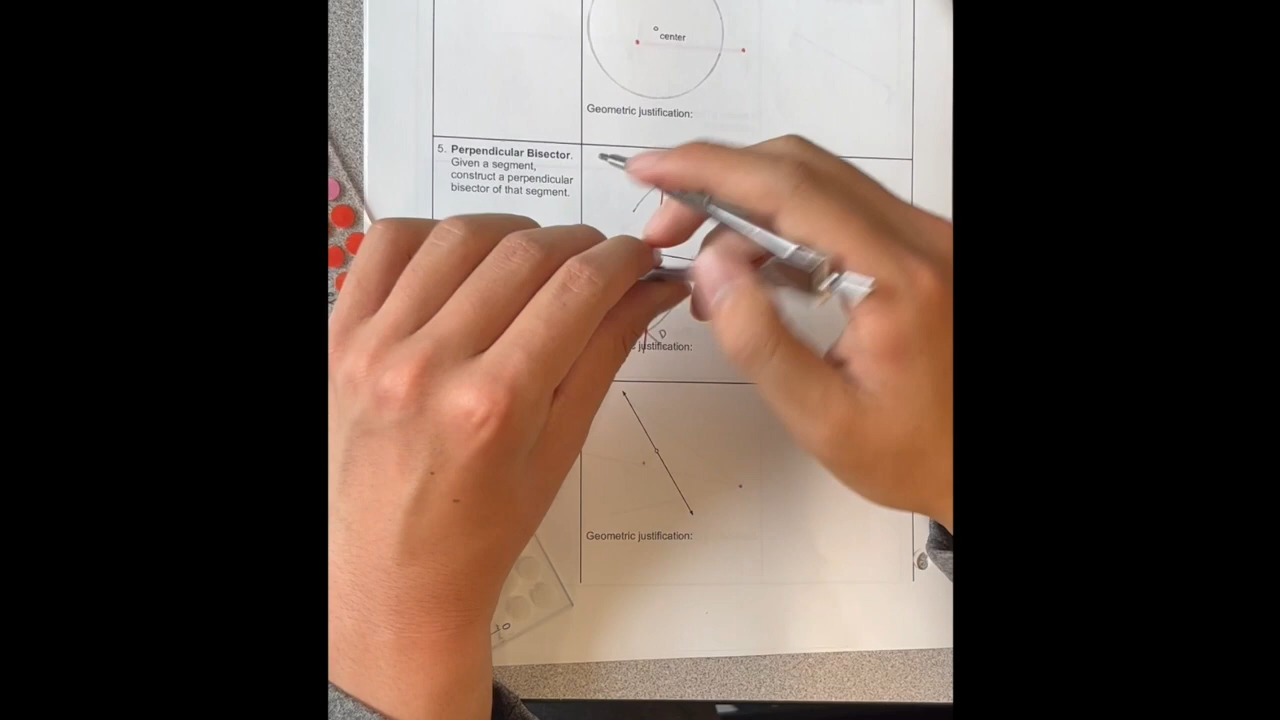 center
Geometric justification:
5. Perpendicular Bisector.
Given a segment,
construct a perpendicular
bisector of that segment.
D
justification:
Geometric justification: